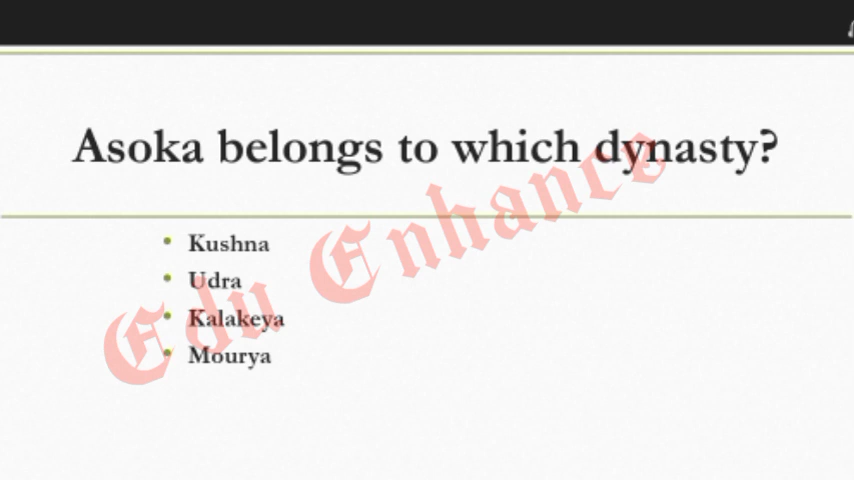 Asoka belongs to which dynasty?
Kushna
Udra
Kalakeya
Mourya
Edu Enhance